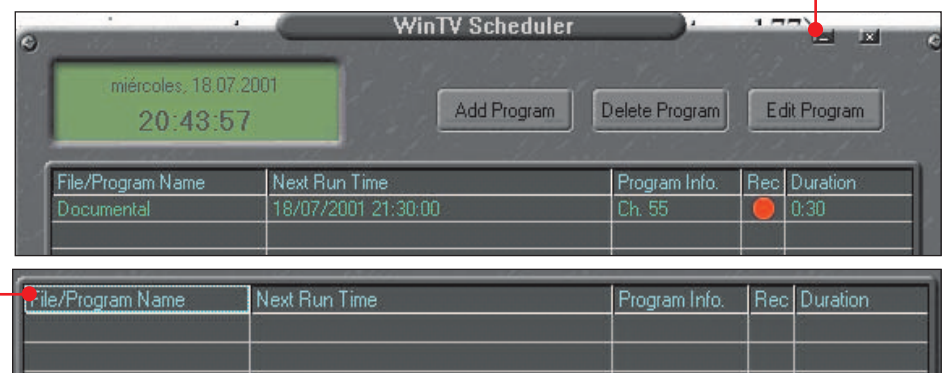 WinTV Scheduler
miércoles, 18.07.2001
20:43:57
Add Program Delete Program Edit Program
File/Program Name Next Run Time Program Info. Rec Duration
Documental 18/07/2001 21:30:00 Ch. 55 0:30
File/Program Name Next Run Time Program Info. Rec Duration